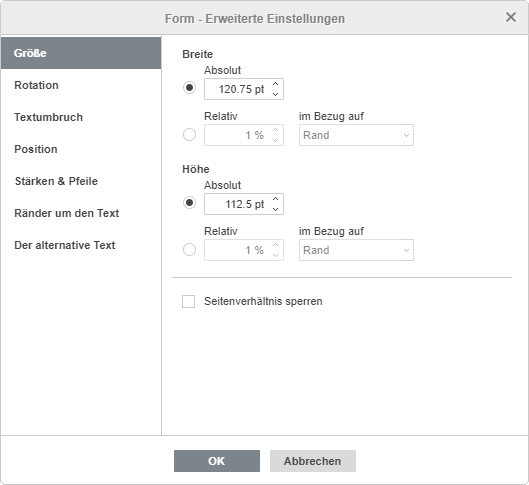 Form - Erweiterte Einstellungen
Größe
Rotation
Textumbruch
Position
Stärken & Pfeile
Ränder um den Text
Der alternative Text
Breite
Absolut
120.75 pt
Relativ im Bezug auf
1 % Rand
Höhe
Absolut
112.5 pt
Relativ im Bezug auf
1 % Rand
Seitenverhältnis sperren
OK Abbrechen